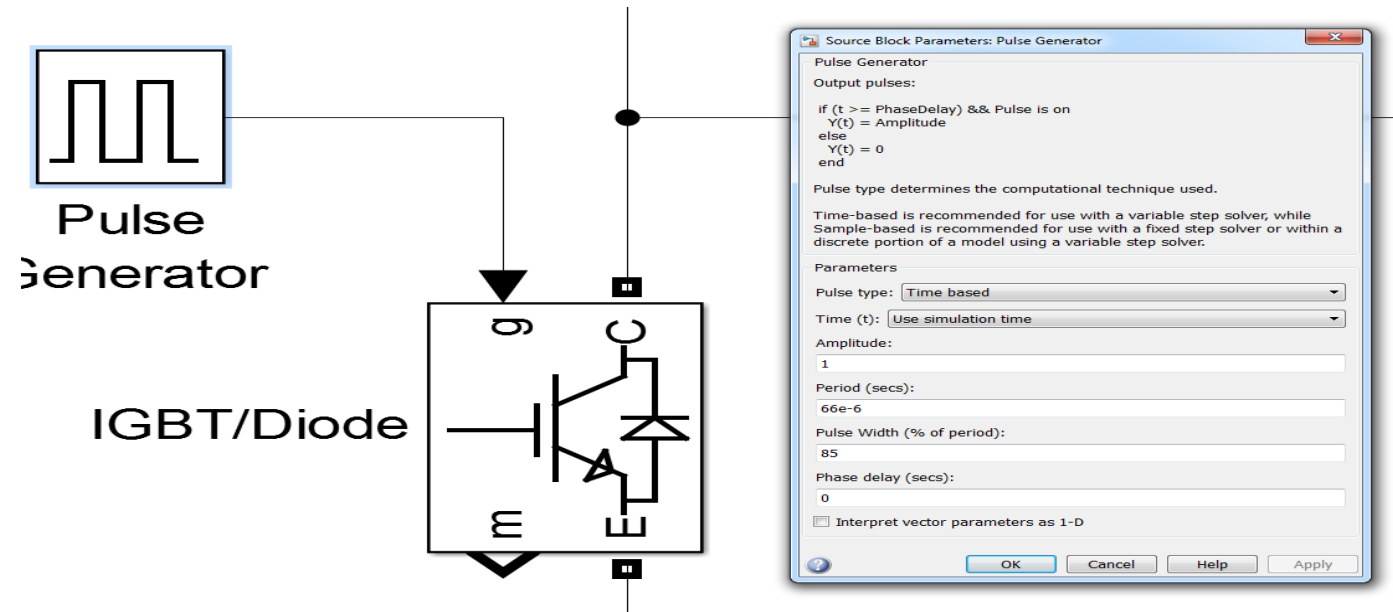 Pulse
Generator
g
C
IGBT/Diode
m
E
Source Block Parameters: Pulse Generator
Pulse Generator
Output pulses:
if (t >= PhaseDelay) && Pulse is on
Y(t) = Amplitude
else
Y(t) = 0
end
Pulse type determines the computational technique used.
Time-based is recommended for use with a variable step solver, while
Sample-based is recommended for use with a fixed step solver or within a
discrete portion of a model using a variable step solver.
Parameters
Pulse type: Time based
Time (t): Use simulation time
Amplitude:
1
Period (secs):
66e-6
Pulse Width (% of period):
85
Phase delay (secs):
0
Interpret vector parameters as 1-D
OK Cancel Help Apply